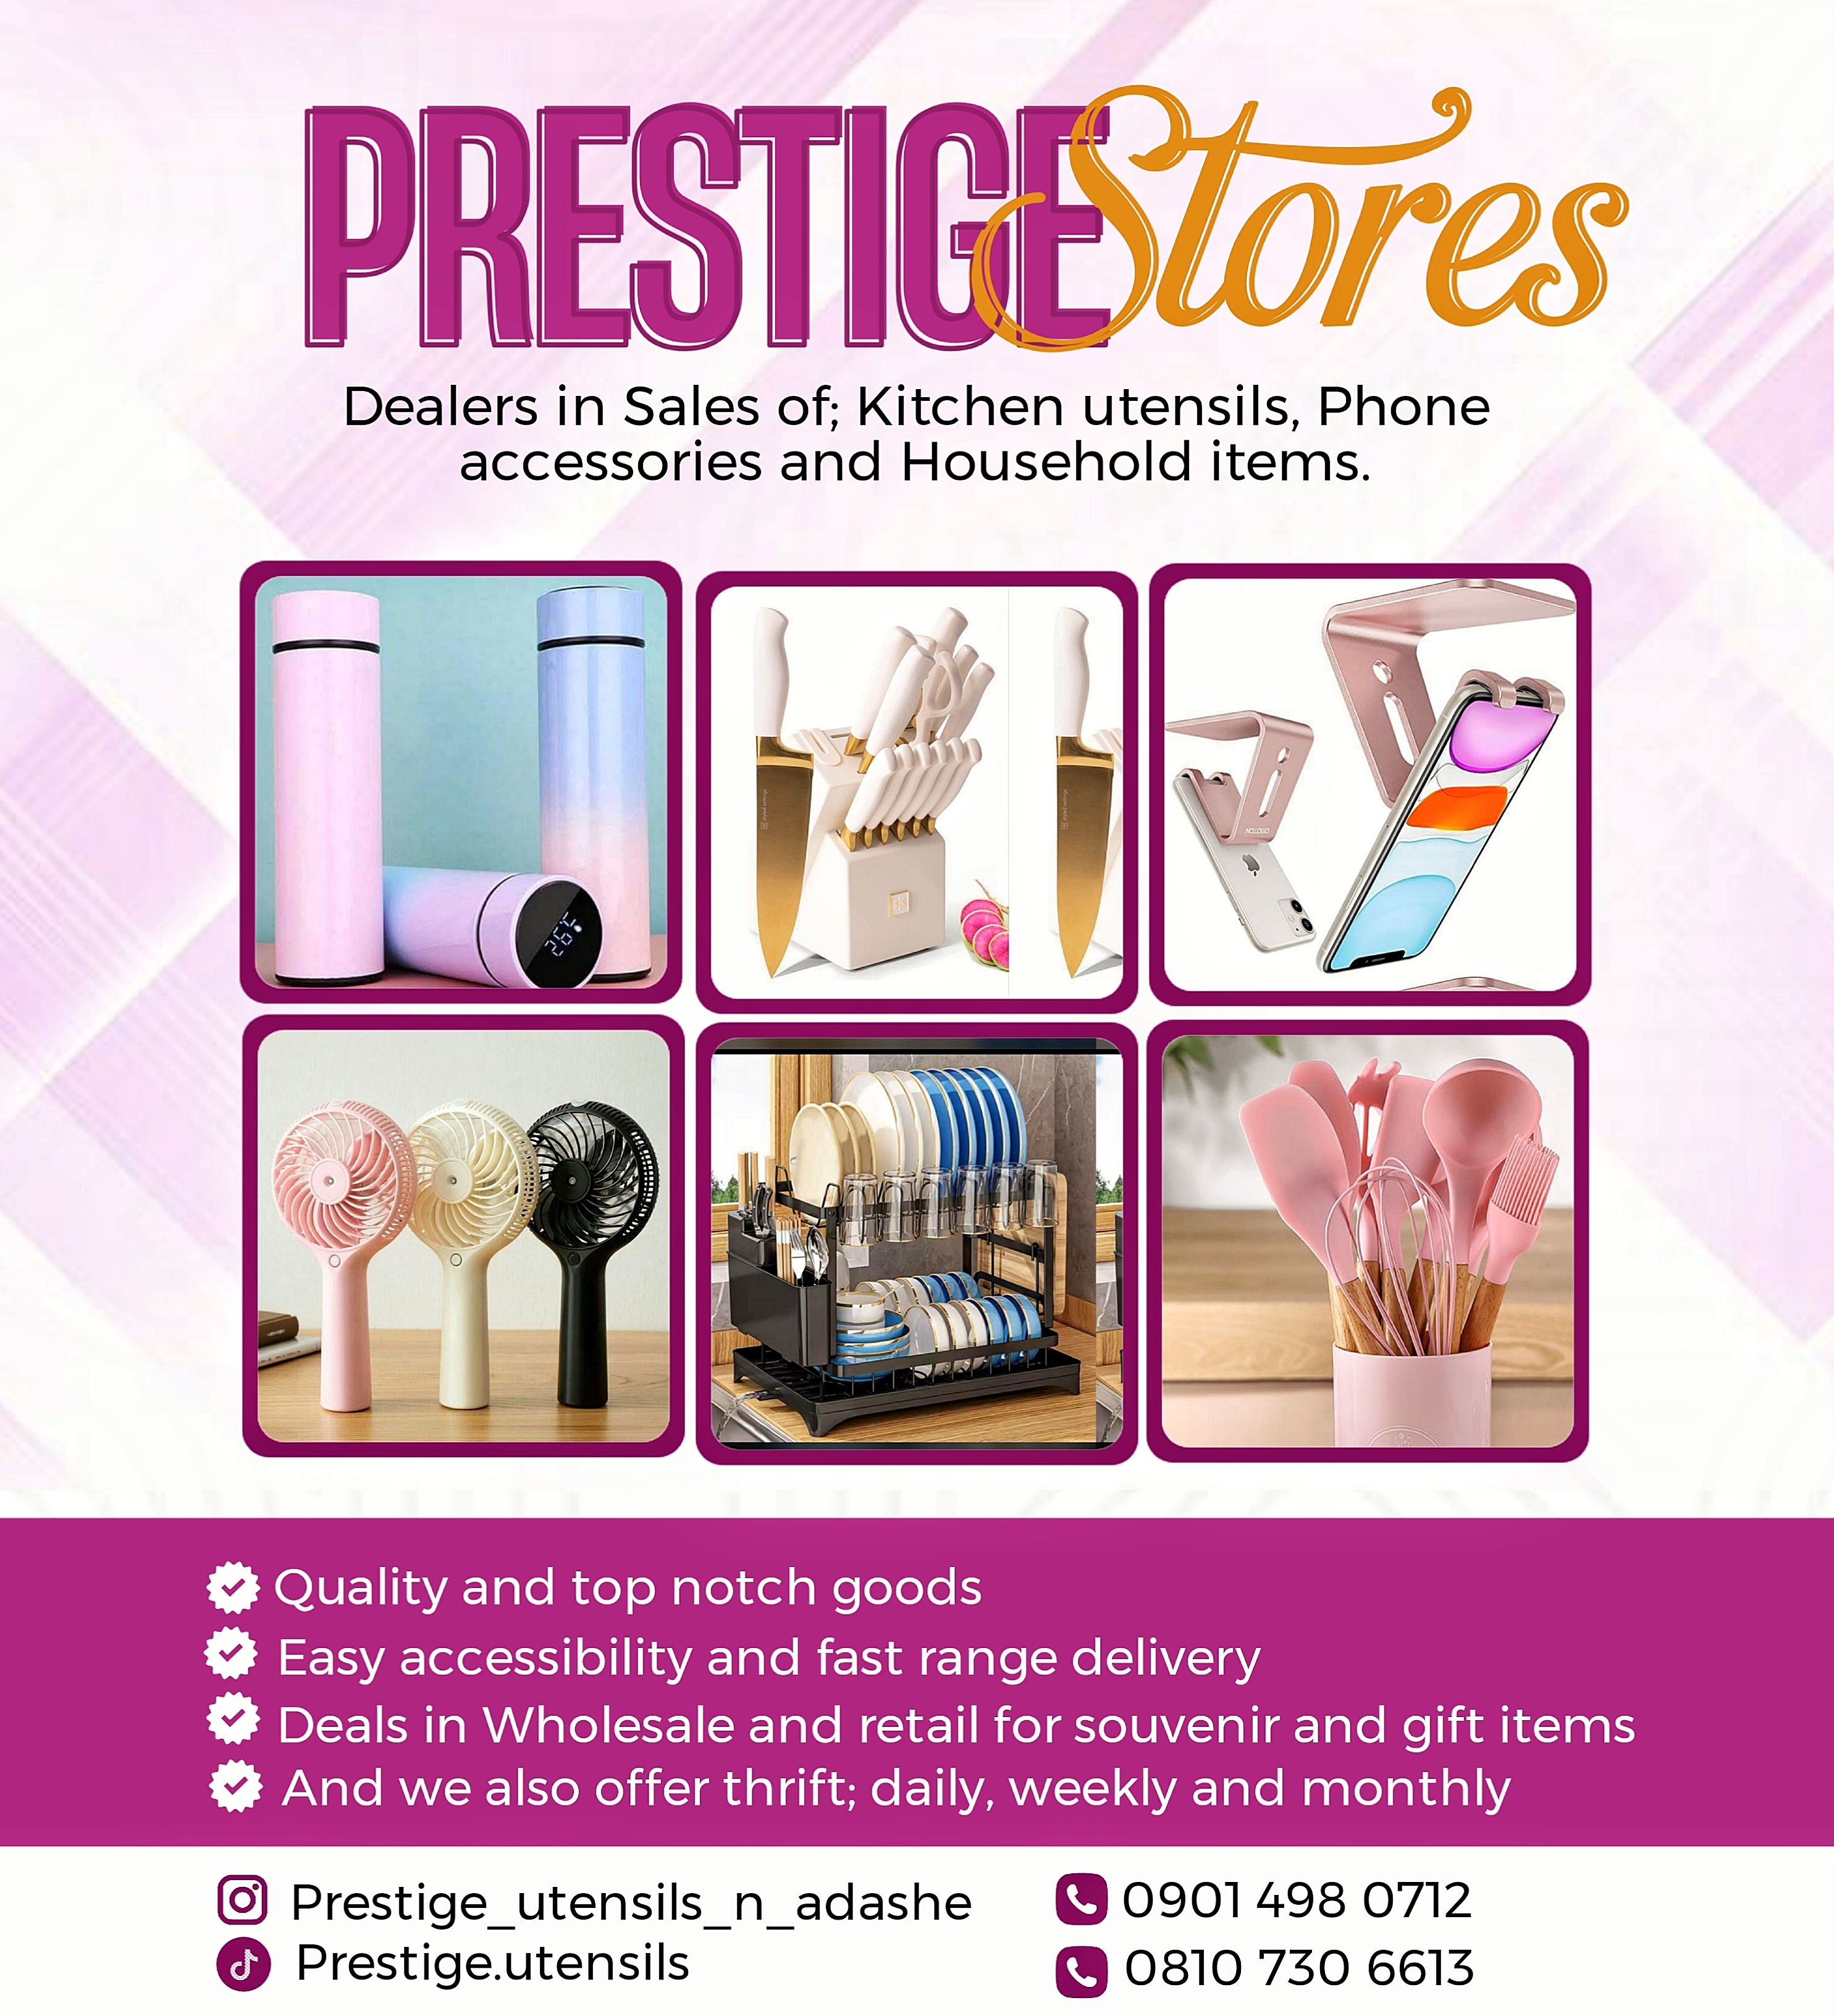 PRESTIGE Stores
Dealers in Sales of; Kitchen utensils, Phone
accessories and Household items.
Quality and top notch goods
Easy accessibility and fast range delivery
Deals in Wholesale and retail for souvenir and gift items
And we also offer thrift; daily, weekly and monthly
Prestige_utensils_n_adashe
0901 498 0712
Prestige.utensils
0810 730 6613